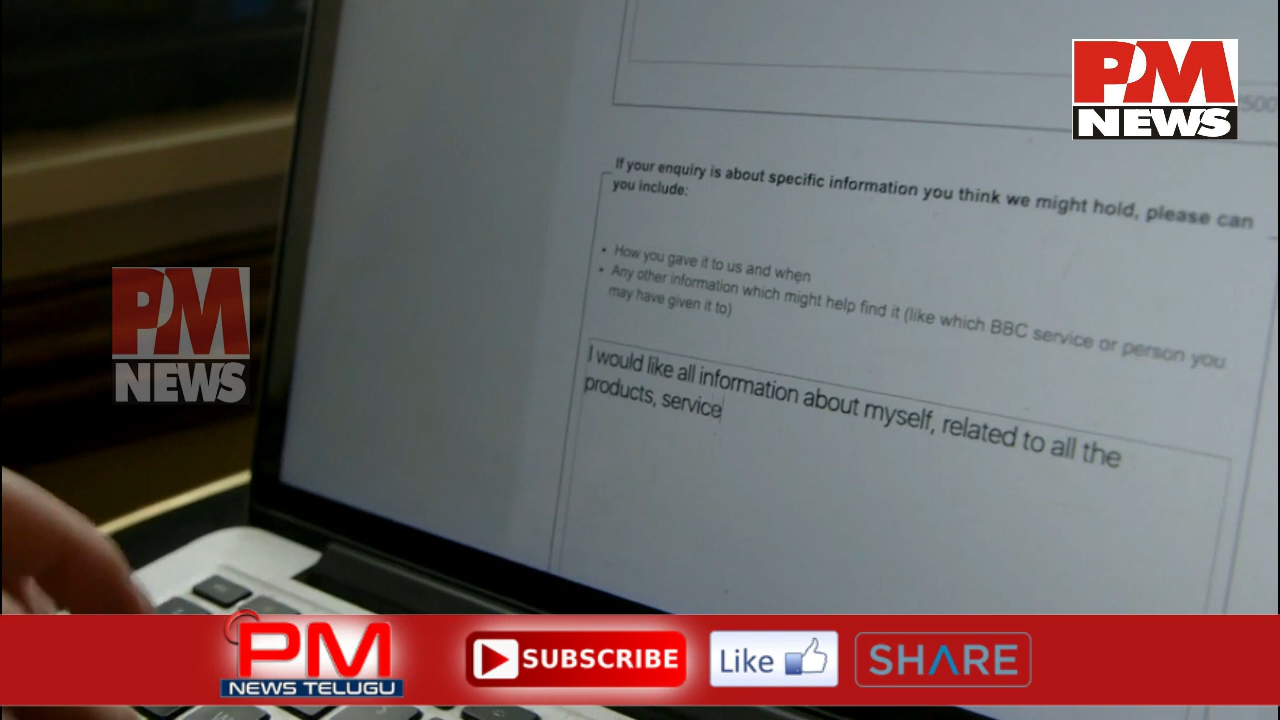 PM
NEWS
500
If your enquiry is about specific information you think we might hold, please can
you include:
• How you gave it to us and when
• Any other information which might help find it (like which BBC service or person you
may have given it to)
I would like all information about myself, related to all the
products, service
PM
NEWS
PM
NEWS TELUGU
SUBSCRIBE
Like
SHARE